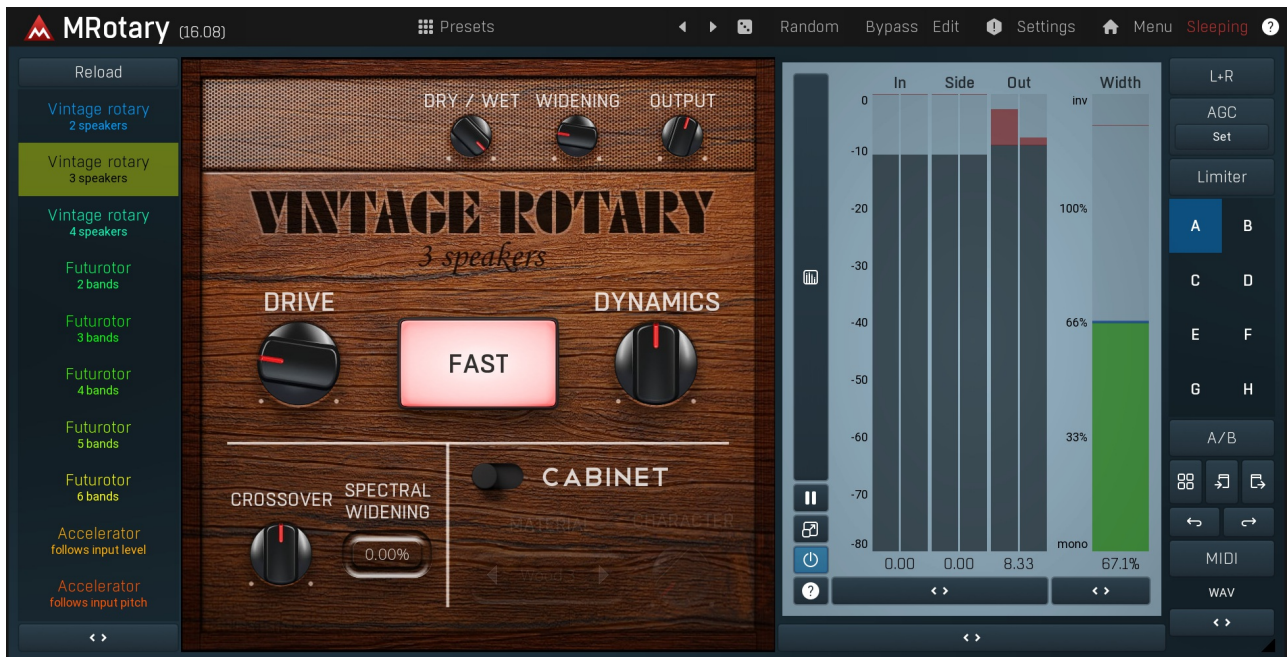 MRotary (16.08) Presets Random Bypass Edit Settings Menu Sleeping ?
Reload
Vintage rotary
2 speakers
Vintage rotary
3 speakers
Vintage rotary
4 speakers
Futurotor
2 bands
Futurotor
3 bands
Futurotor
4 bands
Futurotor
5 bands
Futurotor
6 bands
Accelerator
follows input level
Accelerator
follows input pitch
DRY / WET WIDENING OUTPUT
VINTAGE ROTARY
3 speakers
DRIVE DYNAMICS
FAST
CROSSOVER
SPECTRAL
WIDENING
0.00%
CABINET
MATERIAL CHARACTER
In Side Out Width
0
-10
-20
-30
-40
-50
-60
-70
-80
inv
100%
66%
33%
mono
0.00 0.00 8.33 67.1%
?
L+R
AGC
Set
Limiter
A B
C D
E F
G H
A/B
MIDI
WAV